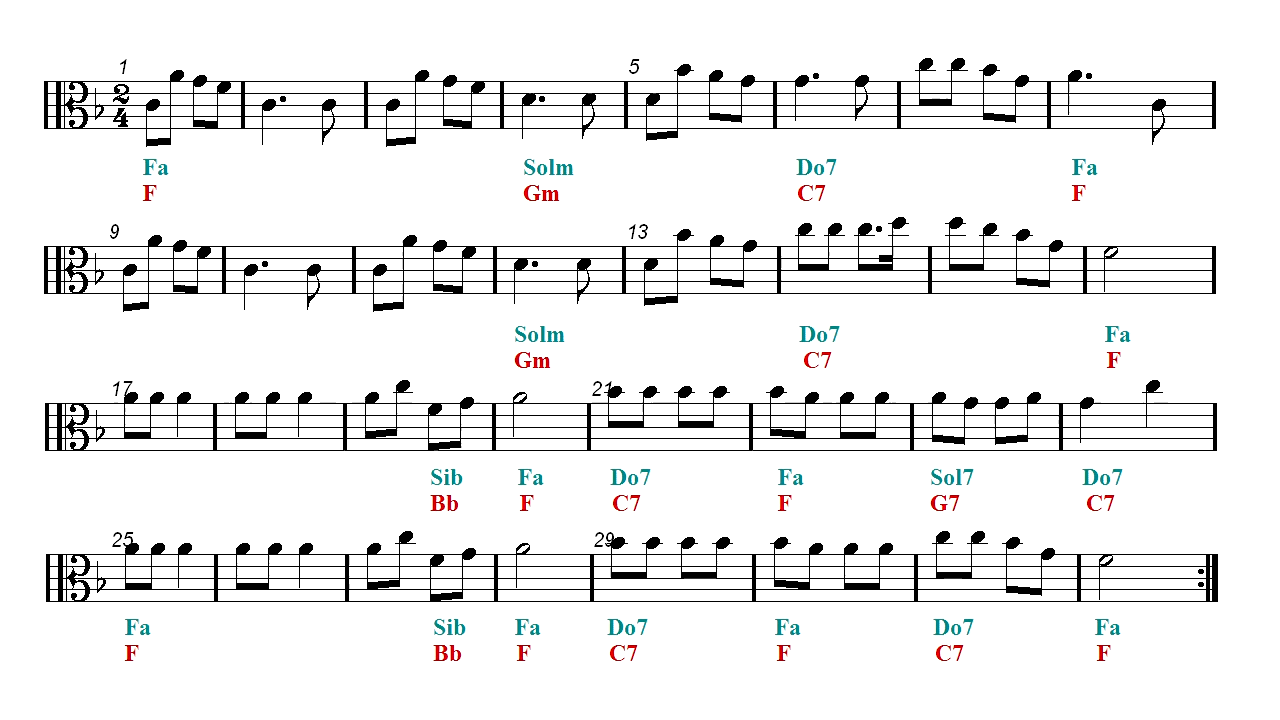 1 5
2
4
Fa Solm Do7 Fa
F Gm C7 F
9 13
Solm Do7 Fa
Gm C7 F
17 21
Sib Fa Do7 Fa Sol7 Do7
Bb F C7 F G7 C7
25 29
Fa Sib Fa Do7 Fa Do7 Fa
F Bb F C7 F C7 F